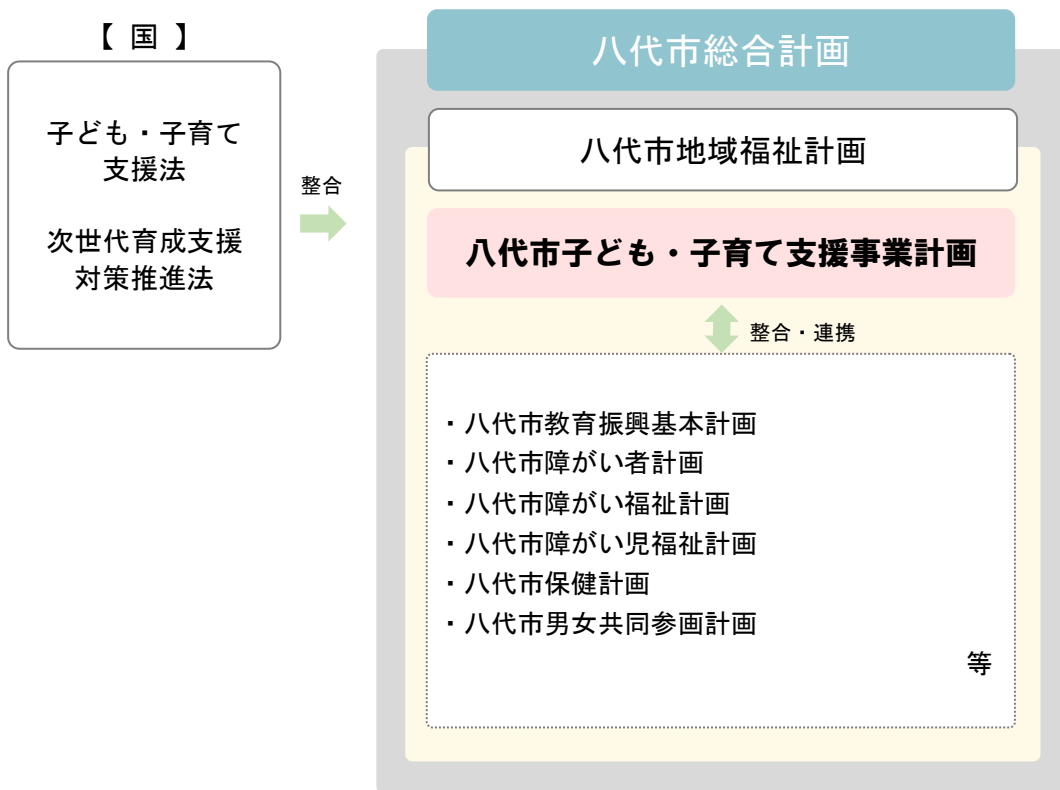 【 国 】
子ども・子育て
支援法
次世代育成支援
対策推進法
整合
八代市総合計画
八代市地域福祉計画
八代市子ども・子育て支援事業計画
整合・連携
・八代市教育振興基本計画
・八代市障がい者計画
・八代市障がい福祉計画
・八代市障がい児福祉計画
・八代市保健計画
・八代市男女共同参画計画
等